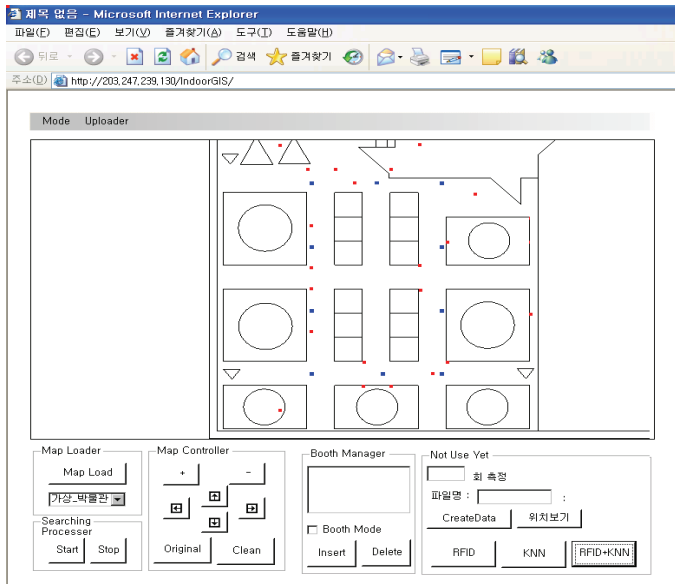 제목 없음 - Microsoft Internet Explorer
파일(F) 편집(E) 보기(V) 즐겨찾기(A) 도구(T) 도움말(H)
뒤로 검색 즐겨찾기
주소(D) http://203.247.239.130/IndoorGIS/
Mode Uploader
Map Loader
Map Load
가상_박물관
Searching Processer
Start Stop
Map Controller
+ -
Original Clean
Booth Manager
Booth Mode
Insert Delete
Not Use Yet
회 측정
파일명 : :
CreateData 위치보기
RFID KNN RFID+KNN